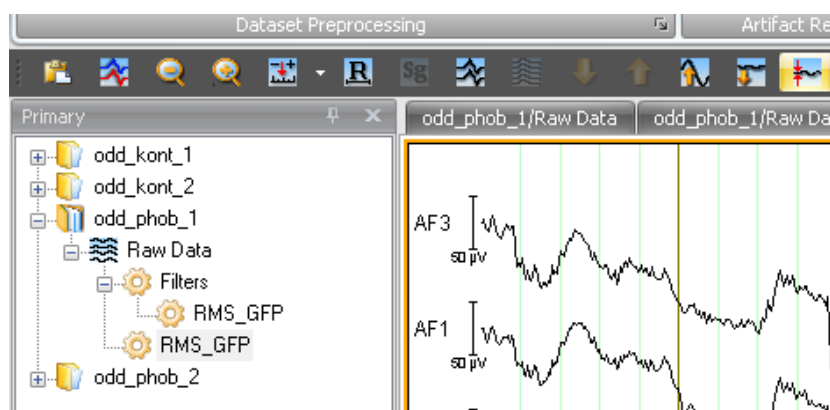 Dataset Preprocessing
Artifact Re
R
Sg
Primary
odd_phob_1/Raw Data
odd_phob_1/Raw Da
odd_kont_1
odd_kont_2
odd_phob_1
Raw Data
Filters
RMS_GFP
RMS_GFP
odd_phob_2
AF3
50 µV
AF1
50 µV